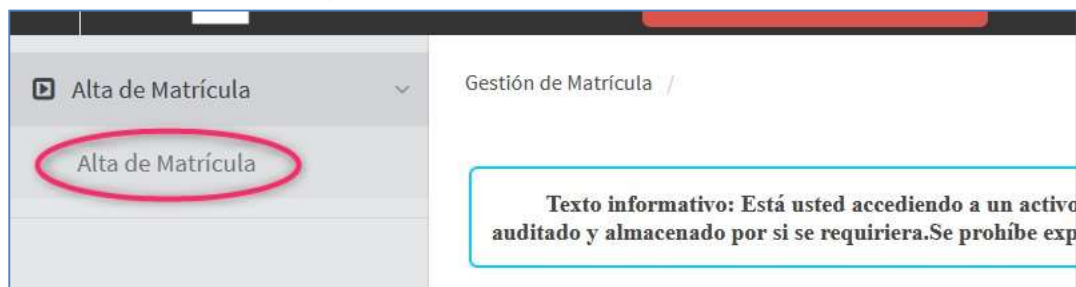 Alta de Matrícula
Alta de Matrícula
Gestión de Matrícula /
Texto informativo: Está usted accediendo a un activo
auditado y almacenado por si se requiriera.Se prohíbe exp